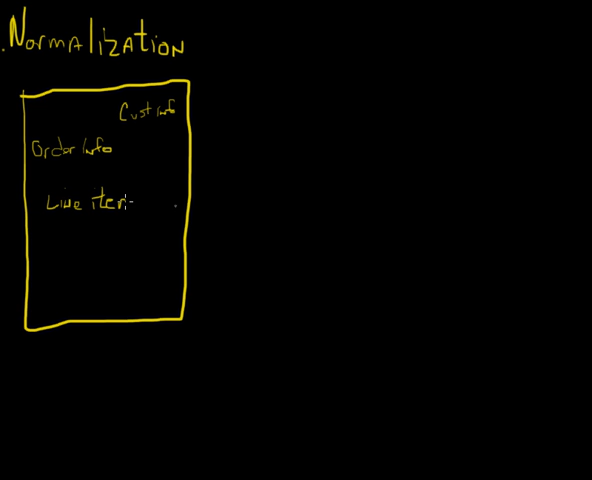 Normalization
Cust info
Order info
Line item